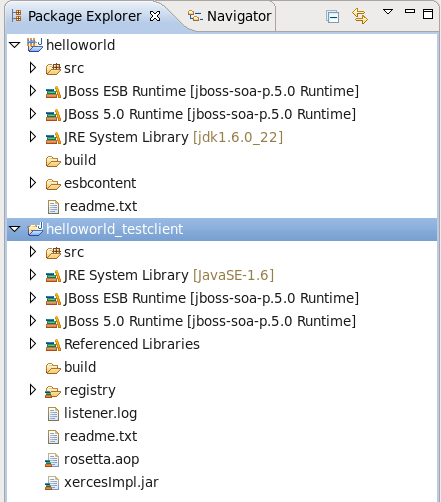 Package Explorer Navigator
helloworld
src
JBoss ESB Runtime [jboss-soa-p.5.0 Runtime]
JBoss 5.0 Runtime [jboss-soa-p.5.0 Runtime]
JRE System Library [jdk1.6.0_22]
build
esbcontent
readme.txt
helloworld_testclient
src
JRE System Library [JavaSE-1.6]
JBoss ESB Runtime [jboss-soa-p.5.0 Runtime]
JBoss 5.0 Runtime [jboss-soa-p.5.0 Runtime]
Referenced Libraries
build
registry
listener.log
readme.txt
rosetta.aop
xercesImpl.jar